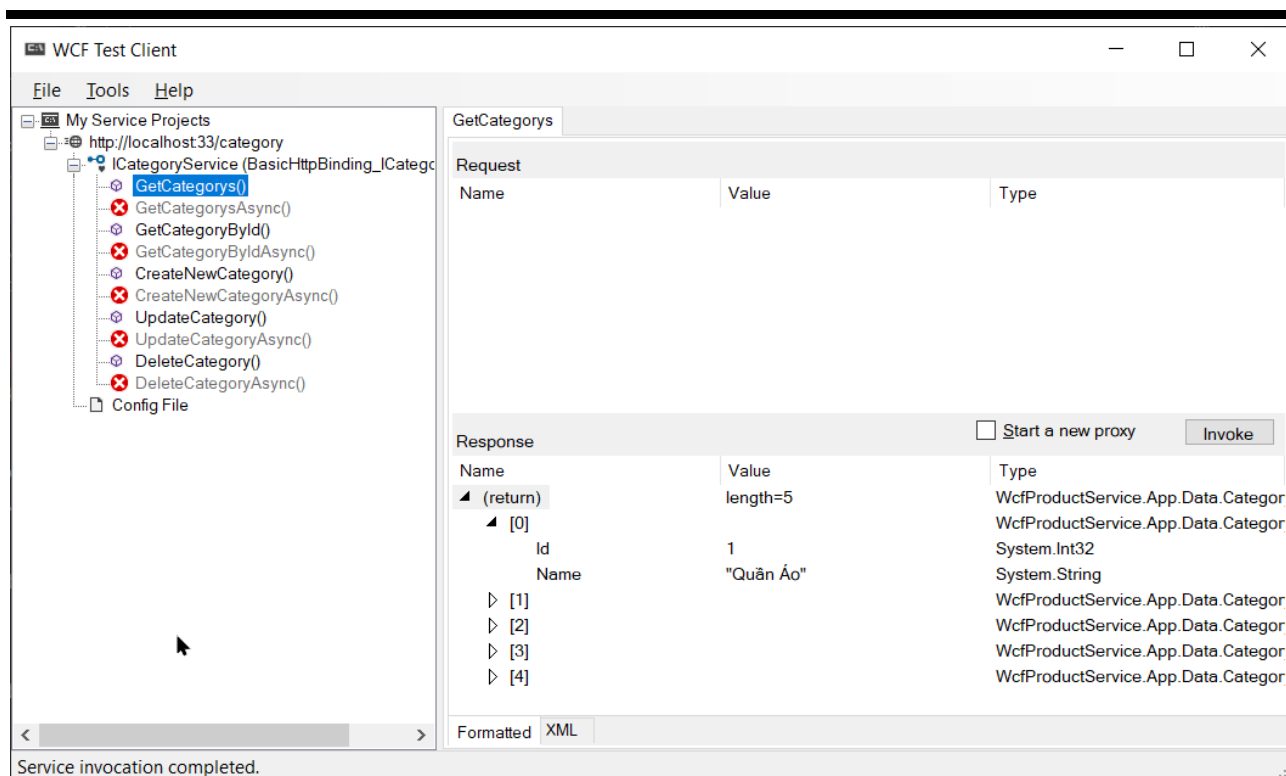 WCF Test Client
File Tools Help
My Service Projects
http://localhost:33/category
ICategoryService (BasicHttpBinding_ICatego
GetCategorys()
GetCategorysAsync()
GetCategoryById()
GetCategoryByIdAsync()
CreateNewCategory()
CreateNewCategoryAsync()
UpdateCategory()
UpdateCategoryAsync()
DeleteCategory()
DeleteCategoryAsync()
Config File
GetCategorys
Request
Name Value Type
Response Start a new proxy Invoke
Name Value Type
(return) length=5 WcfProductService.App.Data.Categor
[0] WcfProductService.App.Data.Categor
Id 1 System.Int32
Name "Quần Áo" System.String
[1] WcfProductService.App.Data.Categor
[2] WcfProductService.App.Data.Categor
[3] WcfProductService.App.Data.Categor
[4] WcfProductService.App.Data.Categor
Formatted XML
Service invocation completed.